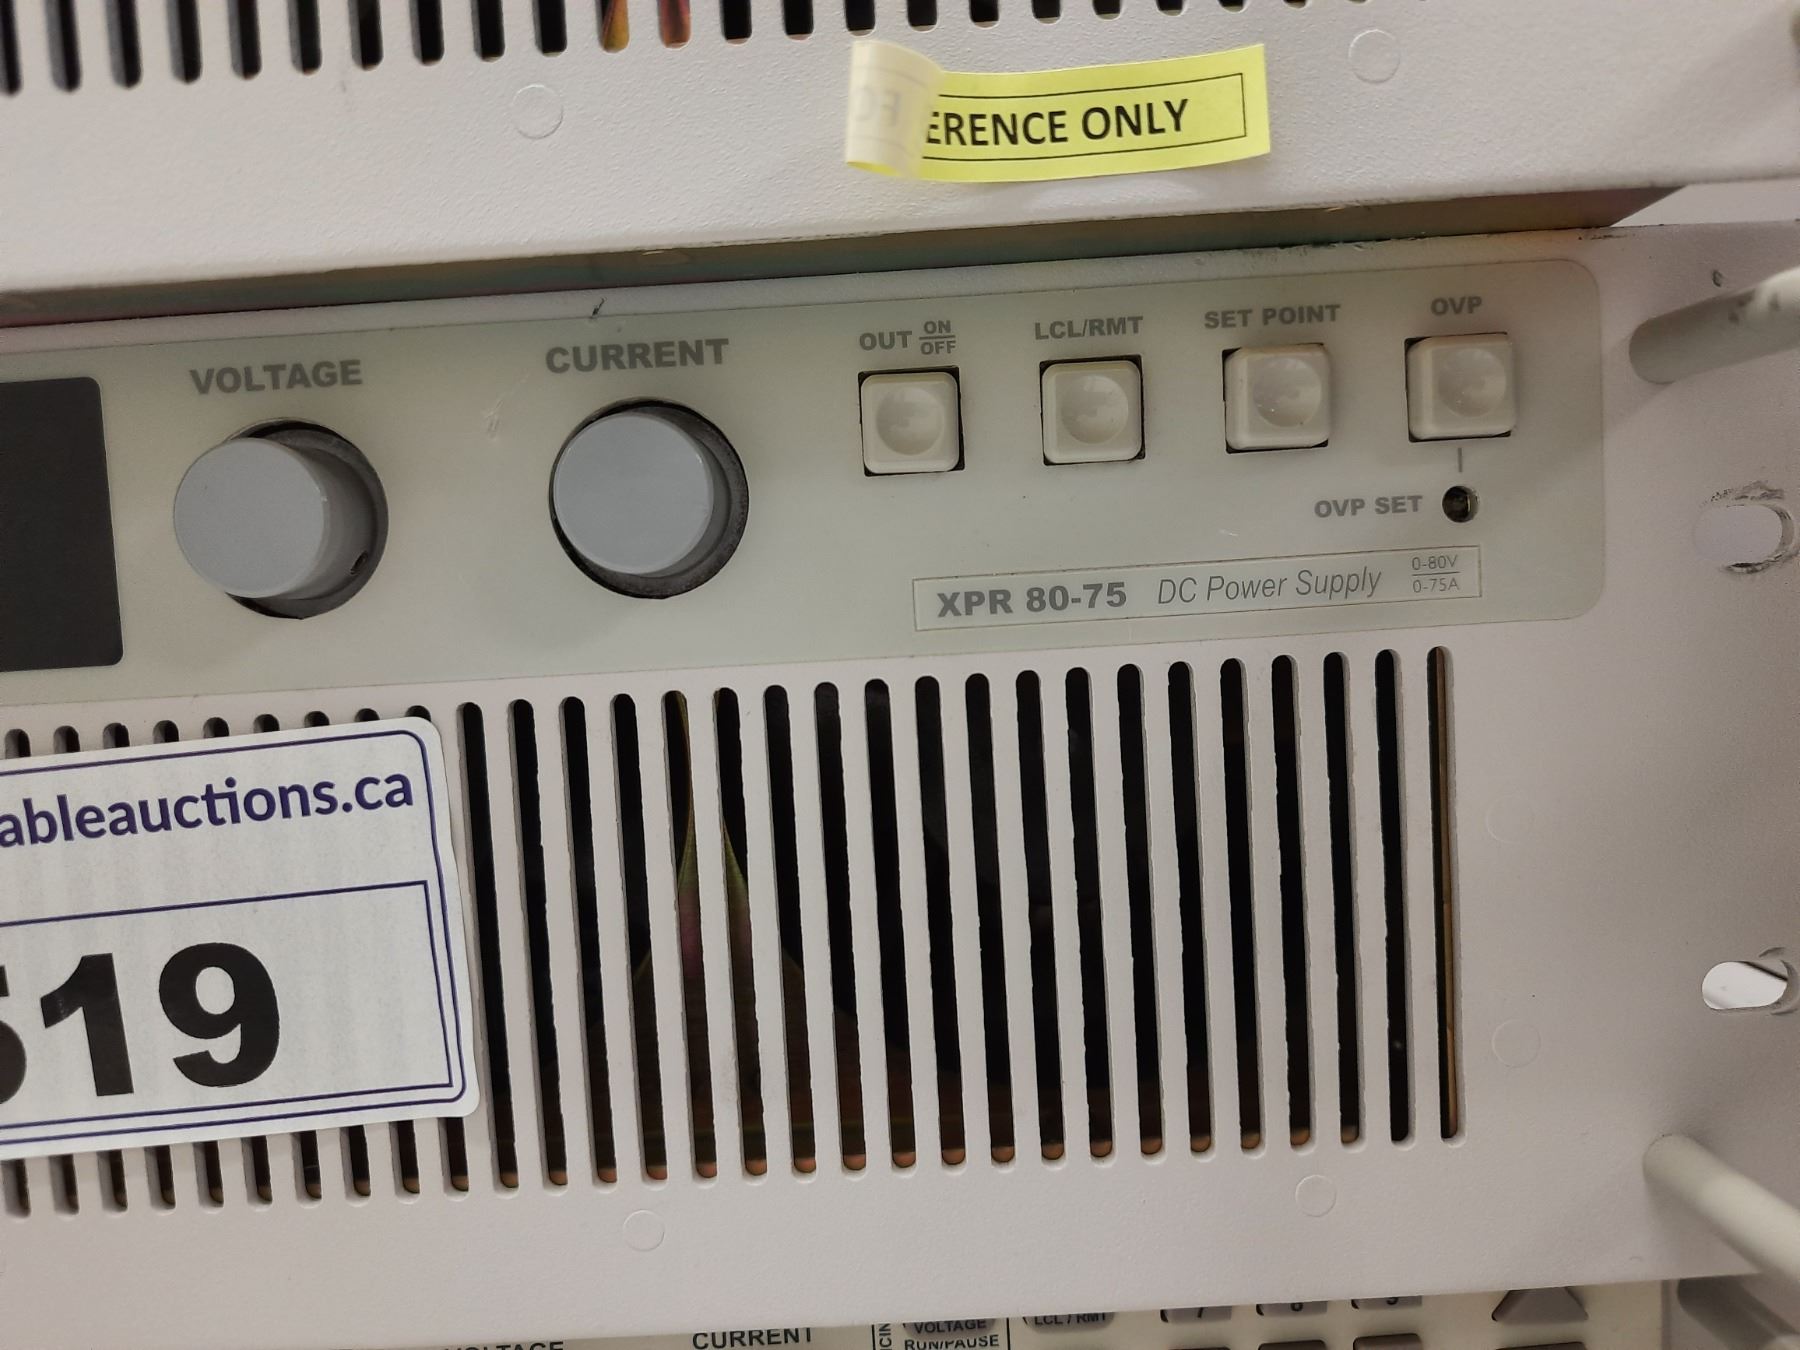 ERENCE ONLY
VOLTAGE
CURRENT
OUT ON
OFF
LCL/RMT
SET POINT
OVP
OVP SET
XPR 80-75 DC Power Supply 0-80V
0-75A
ableauctions.ca
519
CURRENT
VOLTAGE
RUN/PAUSE
LCL / RMT